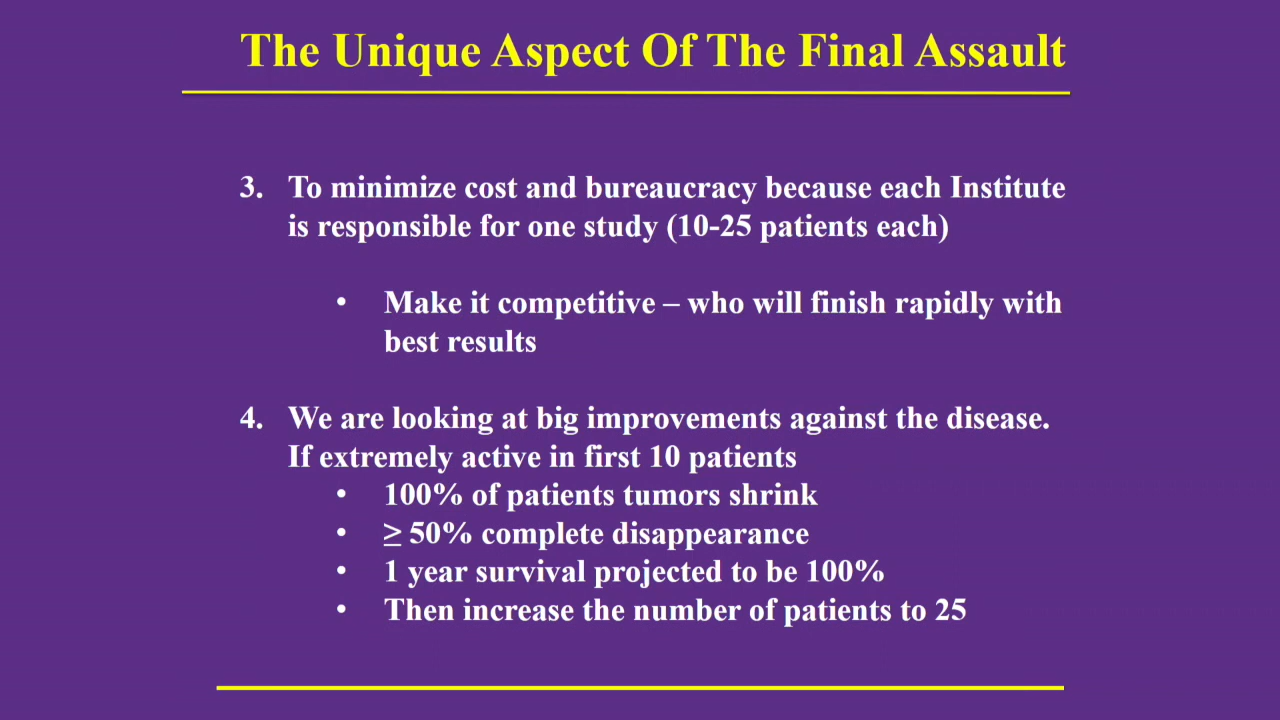 The Unique Aspect Of The Final Assault
3. To minimize cost and bureaucracy because each Institute
is responsible for one study (10-25 patients each)
• Make it competitive – who will finish rapidly with
best results
4. We are looking at big improvements against the disease.
If extremely active in first 10 patients
• 100% of patients tumors shrink
• ≥ 50% complete disappearance
• 1 year survival projected to be 100%
• Then increase the number of patients to 25